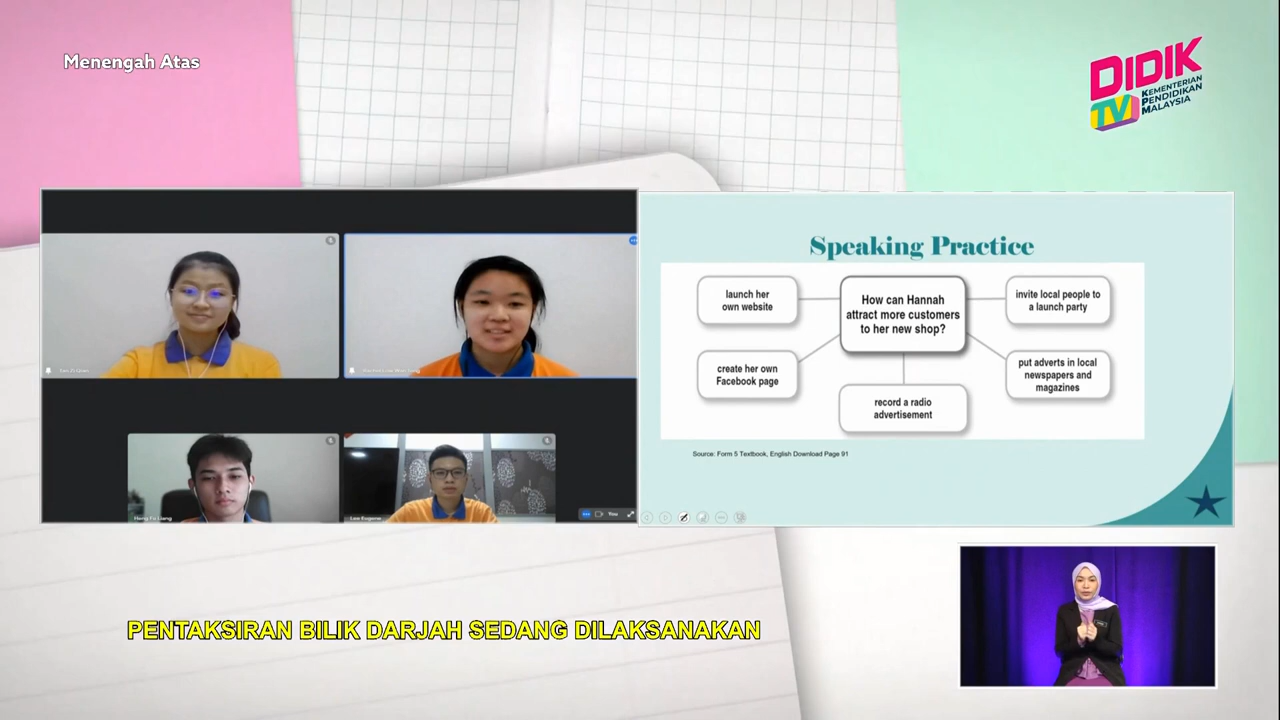 Menengah Atas
DIDIK
TV
KEMENTERIAN
PENDIDIKAN
MALAYSIA
Speaking Practice
launch her
own website
How can Hannah
attract more customers
to her new shop?
invite local people to
a launch party
create her own
Facebook page
put adverts in local
newspapers and
magazines
record a radio
advertisement
Source: Form 5 Textbook, English Download Page 91
Lee Eugene
You
PENTAKSIRAN BILIK DARJAH SEDANG DILAKSANAKAN